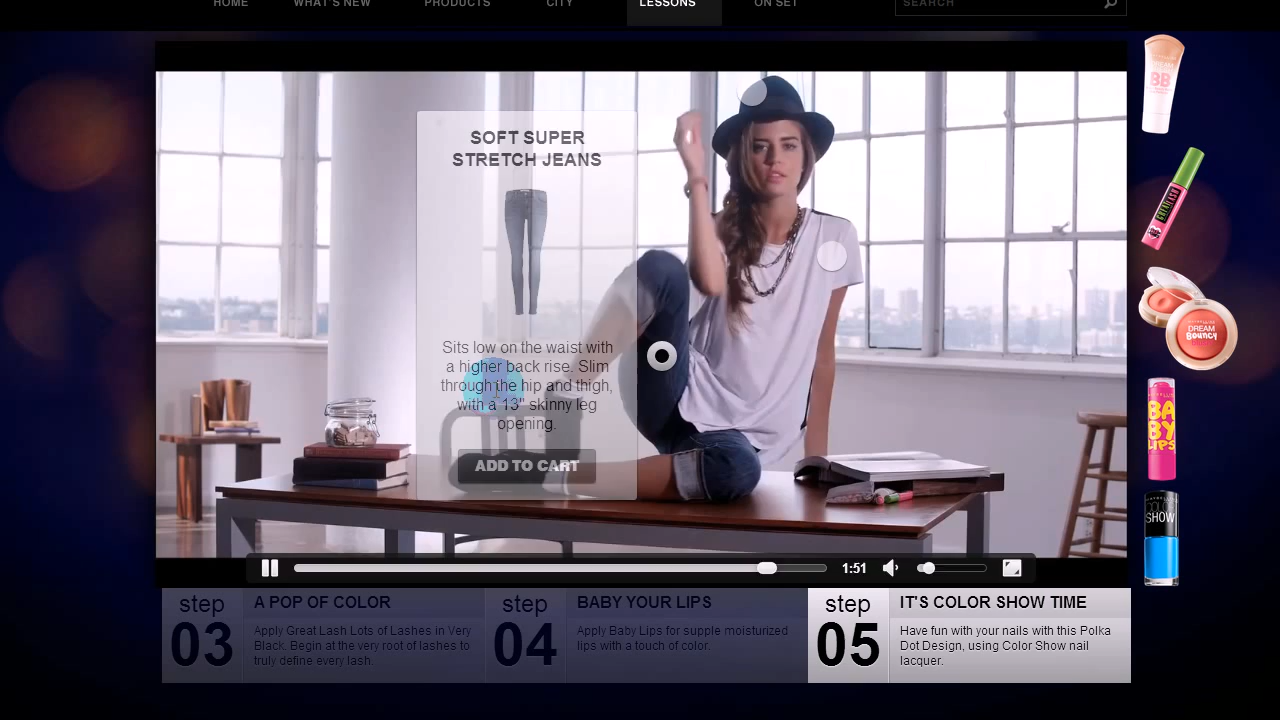 HOME WHAT'S NEW PRODUCTS CITY LESSONS ON SET SEARCH
SOFT SUPER
STRETCH JEANS
Sits low on the waist with
a higher back rise. Slim
through the hip and thigh,
with a 13" skinny leg
opening.
ADD TO CART
BB
GREAT LASH
DREAM
Bouncy
BA
BY
LIPS
COLOR
SHOW
1:51
step
03
A POP OF COLOR
Apply Great Lash Lots of Lashes in Very
Black. Begin at the very root of lashes to
truly define every lash.
step
04
BABY YOUR LIPS
Apply Baby Lips for supple moisturized
lips with a touch of color.
step
05
IT'S COLOR SHOW TIME
Have fun with your nails with this Polka
Dot Design, using Color Show nail
lacquer.